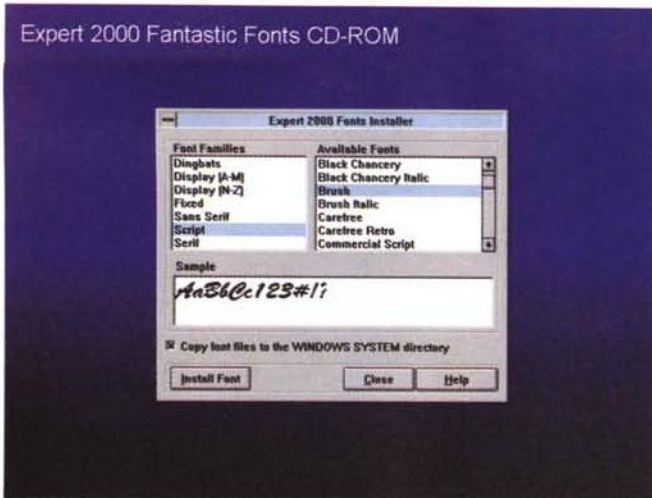 Expert 2000 Fantastic Fonts CD-ROM
Expert 2000 Fonts Installer
Font Families
Dingbats
Display (A-M)
Display (N-Z)
Fixed
Sans Serif
Script
Serif
Available Fonts
Black Chancery
Black Chancery Italic
Brush
Brush Italic
Carefree
Carefree Retro
Commercial Script
Sample
AaBbCc123#!;
Copy font files to the WINDOWS SYSTEM directory
Install Font
Close
Help